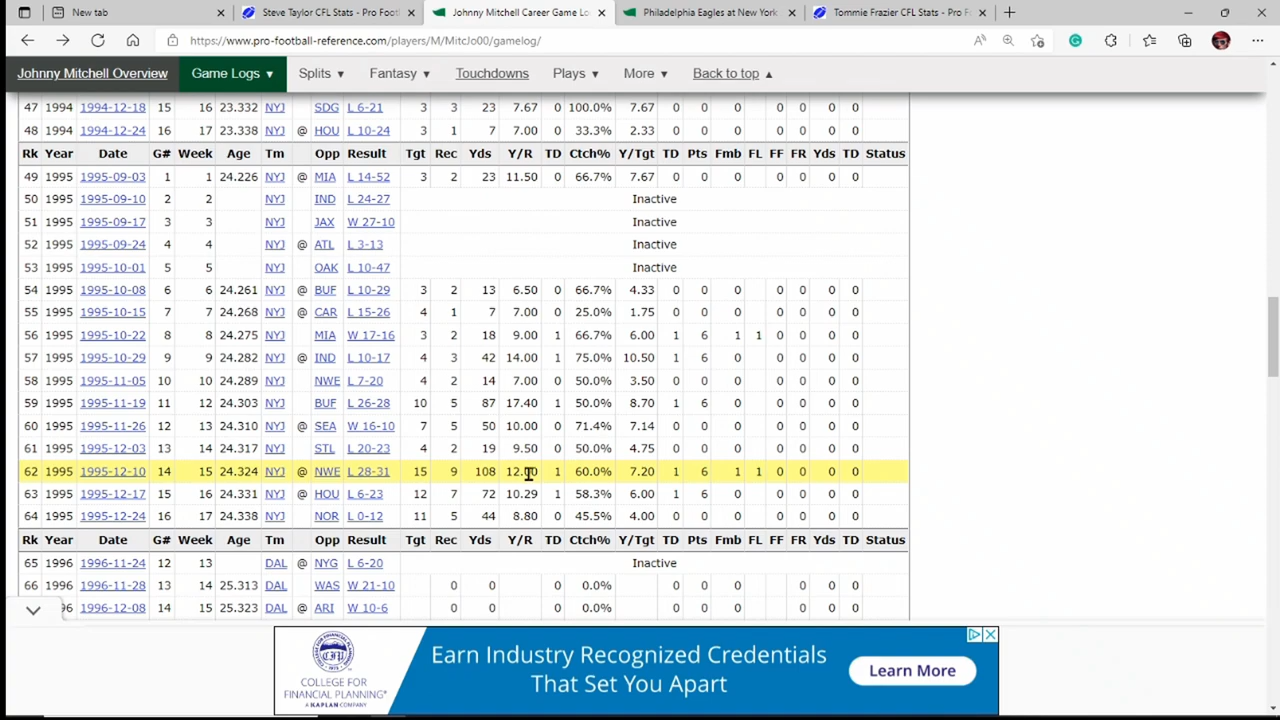 New tab
Steve Taylor CFL Stats - Pro Foot
Johnny Mitchell Career Game Lo
Philadelphia Eagles at New York
Tommie Frazier CFL Stats - Pro F
https://www.pro-football-reference.com/players/M/MitcJo00/gamelog/
Johnny Mitchell Overview Game Logs ▼ Splits ▼ Fantasy ▼ Touchdowns Plays ▼ More ▼ Back to top ▲
47 1994 1994-12-18 15 16 23.332 NYJ SDG L 6-21 3 3 23 7.67 0 100.0% 7.67 0 0 0 0 0 0 0 0
48 1994 1994-12-24 16 17 23.338 NYJ @ HOU L 10-24 3 1 7 7.00 0 33.3% 2.33 0 0 0 0 0 0 0 0
Rk Year Date G# Week Age Tm Opp Result Tgt Rec Yds Y/R TD Ctch% Y/Tgt TD Pts Fmb FL FF FR Yds TD Status
49 1995 1995-09-03 1 1 24.226 NYJ @ MIA L 14-52 3 2 23 11.50 0 66.7% 7.67 0 0 0 0 0 0 0 0
50 1995 1995-09-10 2 2 NYJ IND L 24-27 Inactive
51 1995 1995-09-17 3 3 NYJ JAX W 27-10 Inactive
52 1995 1995-09-24 4 4 NYJ @ ATL L 3-13 Inactive
53 1995 1995-10-01 5 5 NYJ OAK L 10-47 Inactive
54 1995 1995-10-08 6 6 24.261 NYJ @ BUF L 10-29 3 2 13 6.50 0 66.7% 4.33 0 0 0 0 0 0 0 0
55 1995 1995-10-15 7 7 24.268 NYJ @ CAR L 15-26 4 1 7 7.00 0 25.0% 1.75 0 0 0 0 0 0 0 0
56 1995 1995-10-22 8 8 24.275 NYJ MIA W 17-16 3 2 18 9.00 1 66.7% 6.00 1 6 1 1 0 0 0 0
57 1995 1995-10-29 9 9 24.282 NYJ @ IND L 10-17 4 3 42 14.00 1 75.0% 10.50 1 6 0 0 0 0 0 0
58 1995 1995-11-05 10 10 24.289 NYJ NWE L 7-20 4 2 14 7.00 0 50.0% 3.50 0 0 0 0 0 0 0 0
59 1995 1995-11-19 11 12 24.303 NYJ BUF L 26-28 10 5 87 17.40 1 50.0% 8.70 1 6 0 0 0 0 0 0
60 1995 1995-11-26 12 13 24.310 NYJ @ SEA W 16-10 7 5 50 10.00 0 71.4% 7.14 0 0 0 0 0 0 0 0
61 1995 1995-12-03 13 14 24.317 NYJ STL L 20-23 4 2 19 9.50 0 50.0% 4.75 0 0 0 0 0 0 0 0
62 1995 1995-12-10 14 15 24.324 NYJ @ NWE L 28-31 15 9 108 1 60.0% 7.20 1 6 1 1 0 0 0 0
63 1995 1995-12-17 15 16 24.331 NYJ @ HOU L 6-23 12 7 72 10.29 1 58.3% 6.00 1 6 0 0 0 0 0 0
64 1995 1995-12-24 16 17 24.338 NYJ NOR L 0-12 11 5 44 8.80 0 45.5% 4.00 0 0 0 0 0 0 0 0
Rk Year Date G# Week Age Tm Opp Result Tgt Rec Yds Y/R TD Ctch% Y/Tgt TD Pts Fmb FL FF FR Yds TD Status
65 1996 1996-11-24 12 13 DAL @ NYG L 6-20 Inactive
66 1996 1996-11-28 13 14 25.313 DAL WAS W 21-10 0 0 0 0.0% 0 0 0 0 0 0 0 0
96 1996-12-08 14 15 25.323 DAL @ ARI W 10-6 0 0 0 0.0% 0 0 0 0 0 0 0 0
COLLEGE FOR
FINANCIAL PLANNING®
A KAPLAN COMPANY
Earn Industry Recognized Credentials
That Set You Apart
Learn More